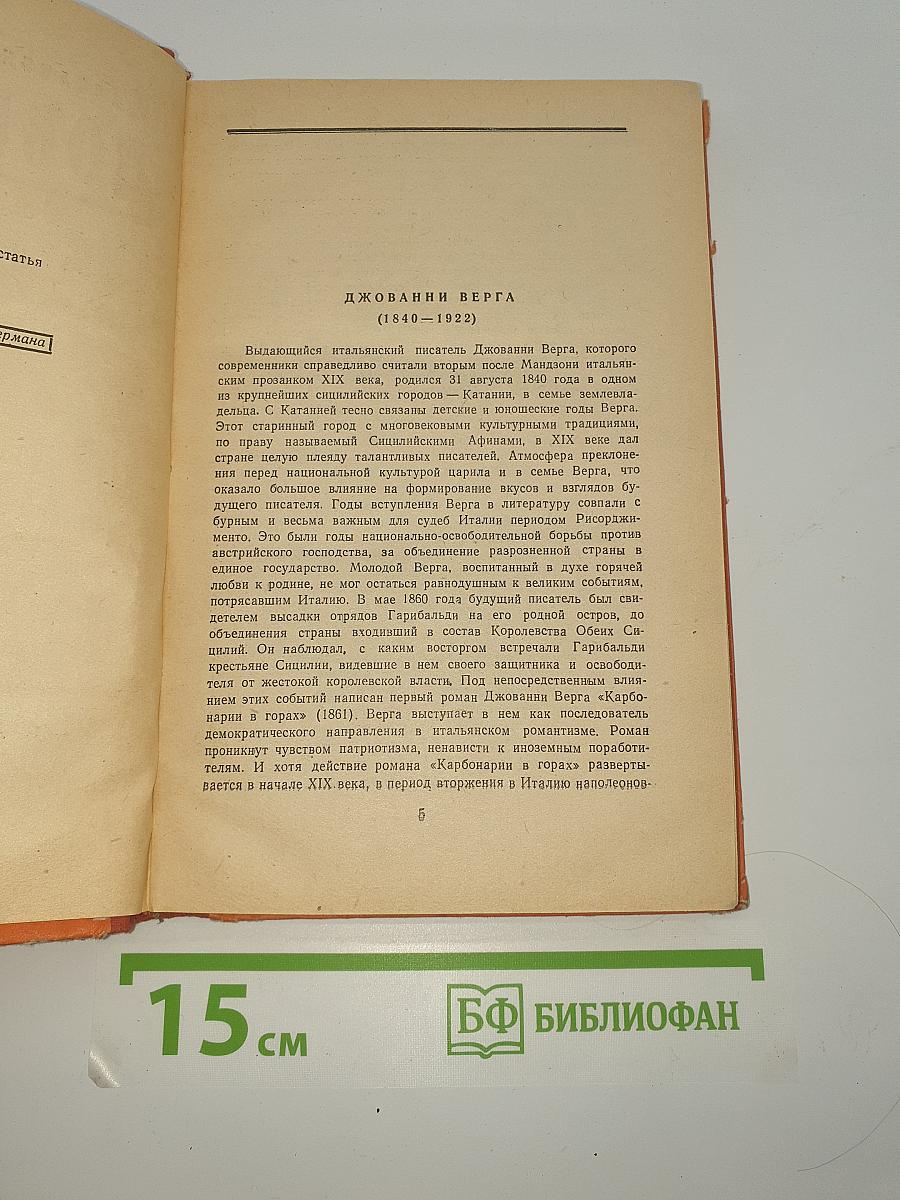 статья
ермана
ДЖОВАННИ ВЕРГА
(1840—1922)
Выдающийся итальянский писатель Джованни Верга, которого
современники справедливо считали вторым после Мандзони итальян-
ским прозаиком XIX века, родился 31 августа 1840 года в одном
из крупнейших сицилийских городов — Катании, в семье землевла-
дельца. С Катанией тесно связаны детские и юношеские годы Верга.
Этот старинный город с многовековыми культурными традициями,
по праву называемый Сицилийскими Афинами, в XIX веке дал
стране целую плеяду талантливых писателей. Атмосфера преклоне-
ния перед национальной культурой царила и в семье Верга, что
оказало большое влияние на формирование вкусов и взглядов бу-
дущего писателя. Годы вступления Верга в литературу совпали с
бурным и весьма важным для судеб Италии периодом Рисорджи-
менто. Это были годы национально-освободительной борьбы против
австрийского господства, за объединение разрозненной страны в
единое государство. Молодой Верга, воспитанный в духе горячей
любви к родине, не мог остаться равнодушным к великим событиям,
потрясавшим Италию. В мае 1860 года будущий писатель был сви-
детелем высадки отрядов Гарибальди на его родной остров, до
объединения страны входивший в состав Королевства Обеих Си-
цилий. Он наблюдал, с каким восторгом встречали Гарибальди
крестьяне Сицилии, видевшие в нем своего защитника и освободи-
теля от жестокой королевской власти. Под непосредственным влия-
нием этих событий написан первый роман Джованни Верга «Карбо-
нарии в горах» (1861). Верга выступает в нем как последователь
демократического направления в итальянском романтизме. Роман
проникнут чувством патриотизма, ненависти к иноземным поработи-
телям. И хотя действие романа «Карбонарии в горах» разверты-
вается в начале XIX века, в период вторжения в Италию наполеонов-
5
15 см
БФ БИБЛИОФАН